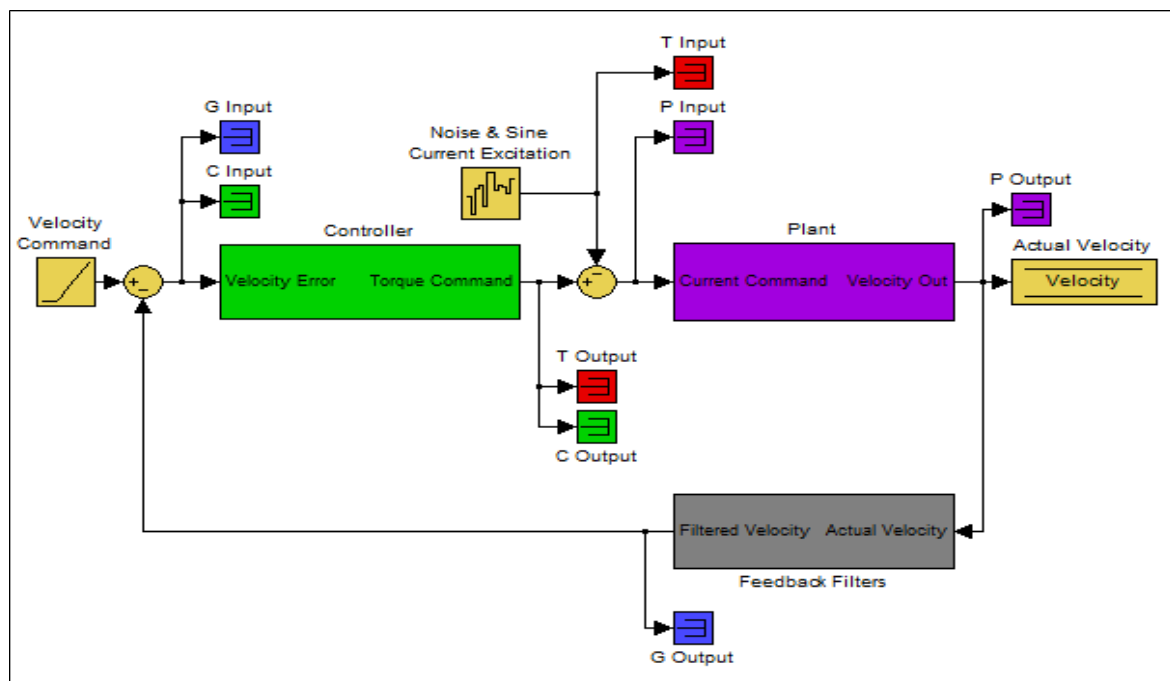 T Input
G Input
P Input
Noise & Sine
Current Excitation
C Input
P Output
Velocity
Command
Controller
Plant
Actual Velocity
+
−
Velocity Error
Torque Command
−
+
Current Command
Velocity Out
Velocity
T Output
C Output
Filtered Velocity
Actual Velocity
Feedback Filters
G Output